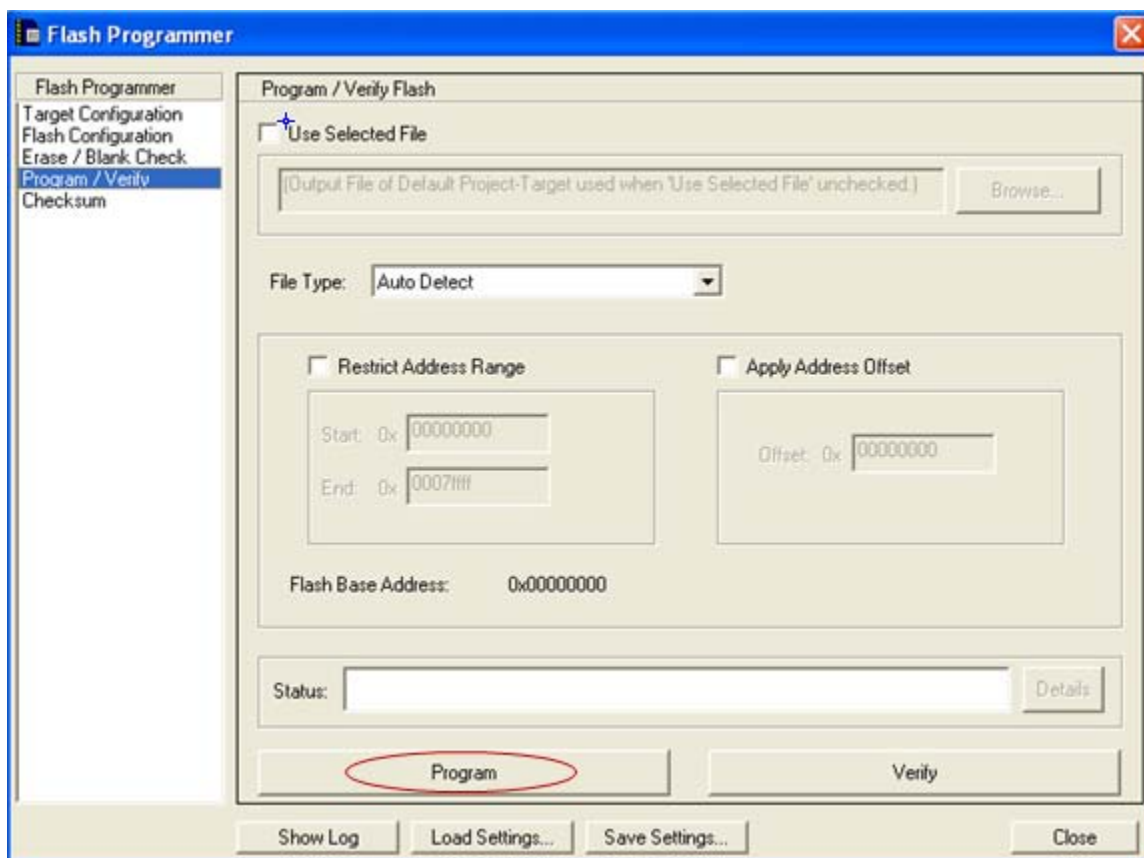 Flash Programmer
Flash Programmer
Target Configuration
Flash Configuration
Erase / Blank Check
Program / Verify
Checksum
Program / Verify Flash
Use Selected File
(Output File of Default Project-Target used when 'Use Selected File' unchecked.)
Browse...
File Type: Auto Detect
Restrict Address Range
Start: 0x 00000000
End: 0x 0007ffff
Apply Address Offset
Offset: 0x 00000000
Flash Base Address: 0x00000000
Status:
Details
Program
Verify
Show Log
Load Settings...
Save Settings...
Close